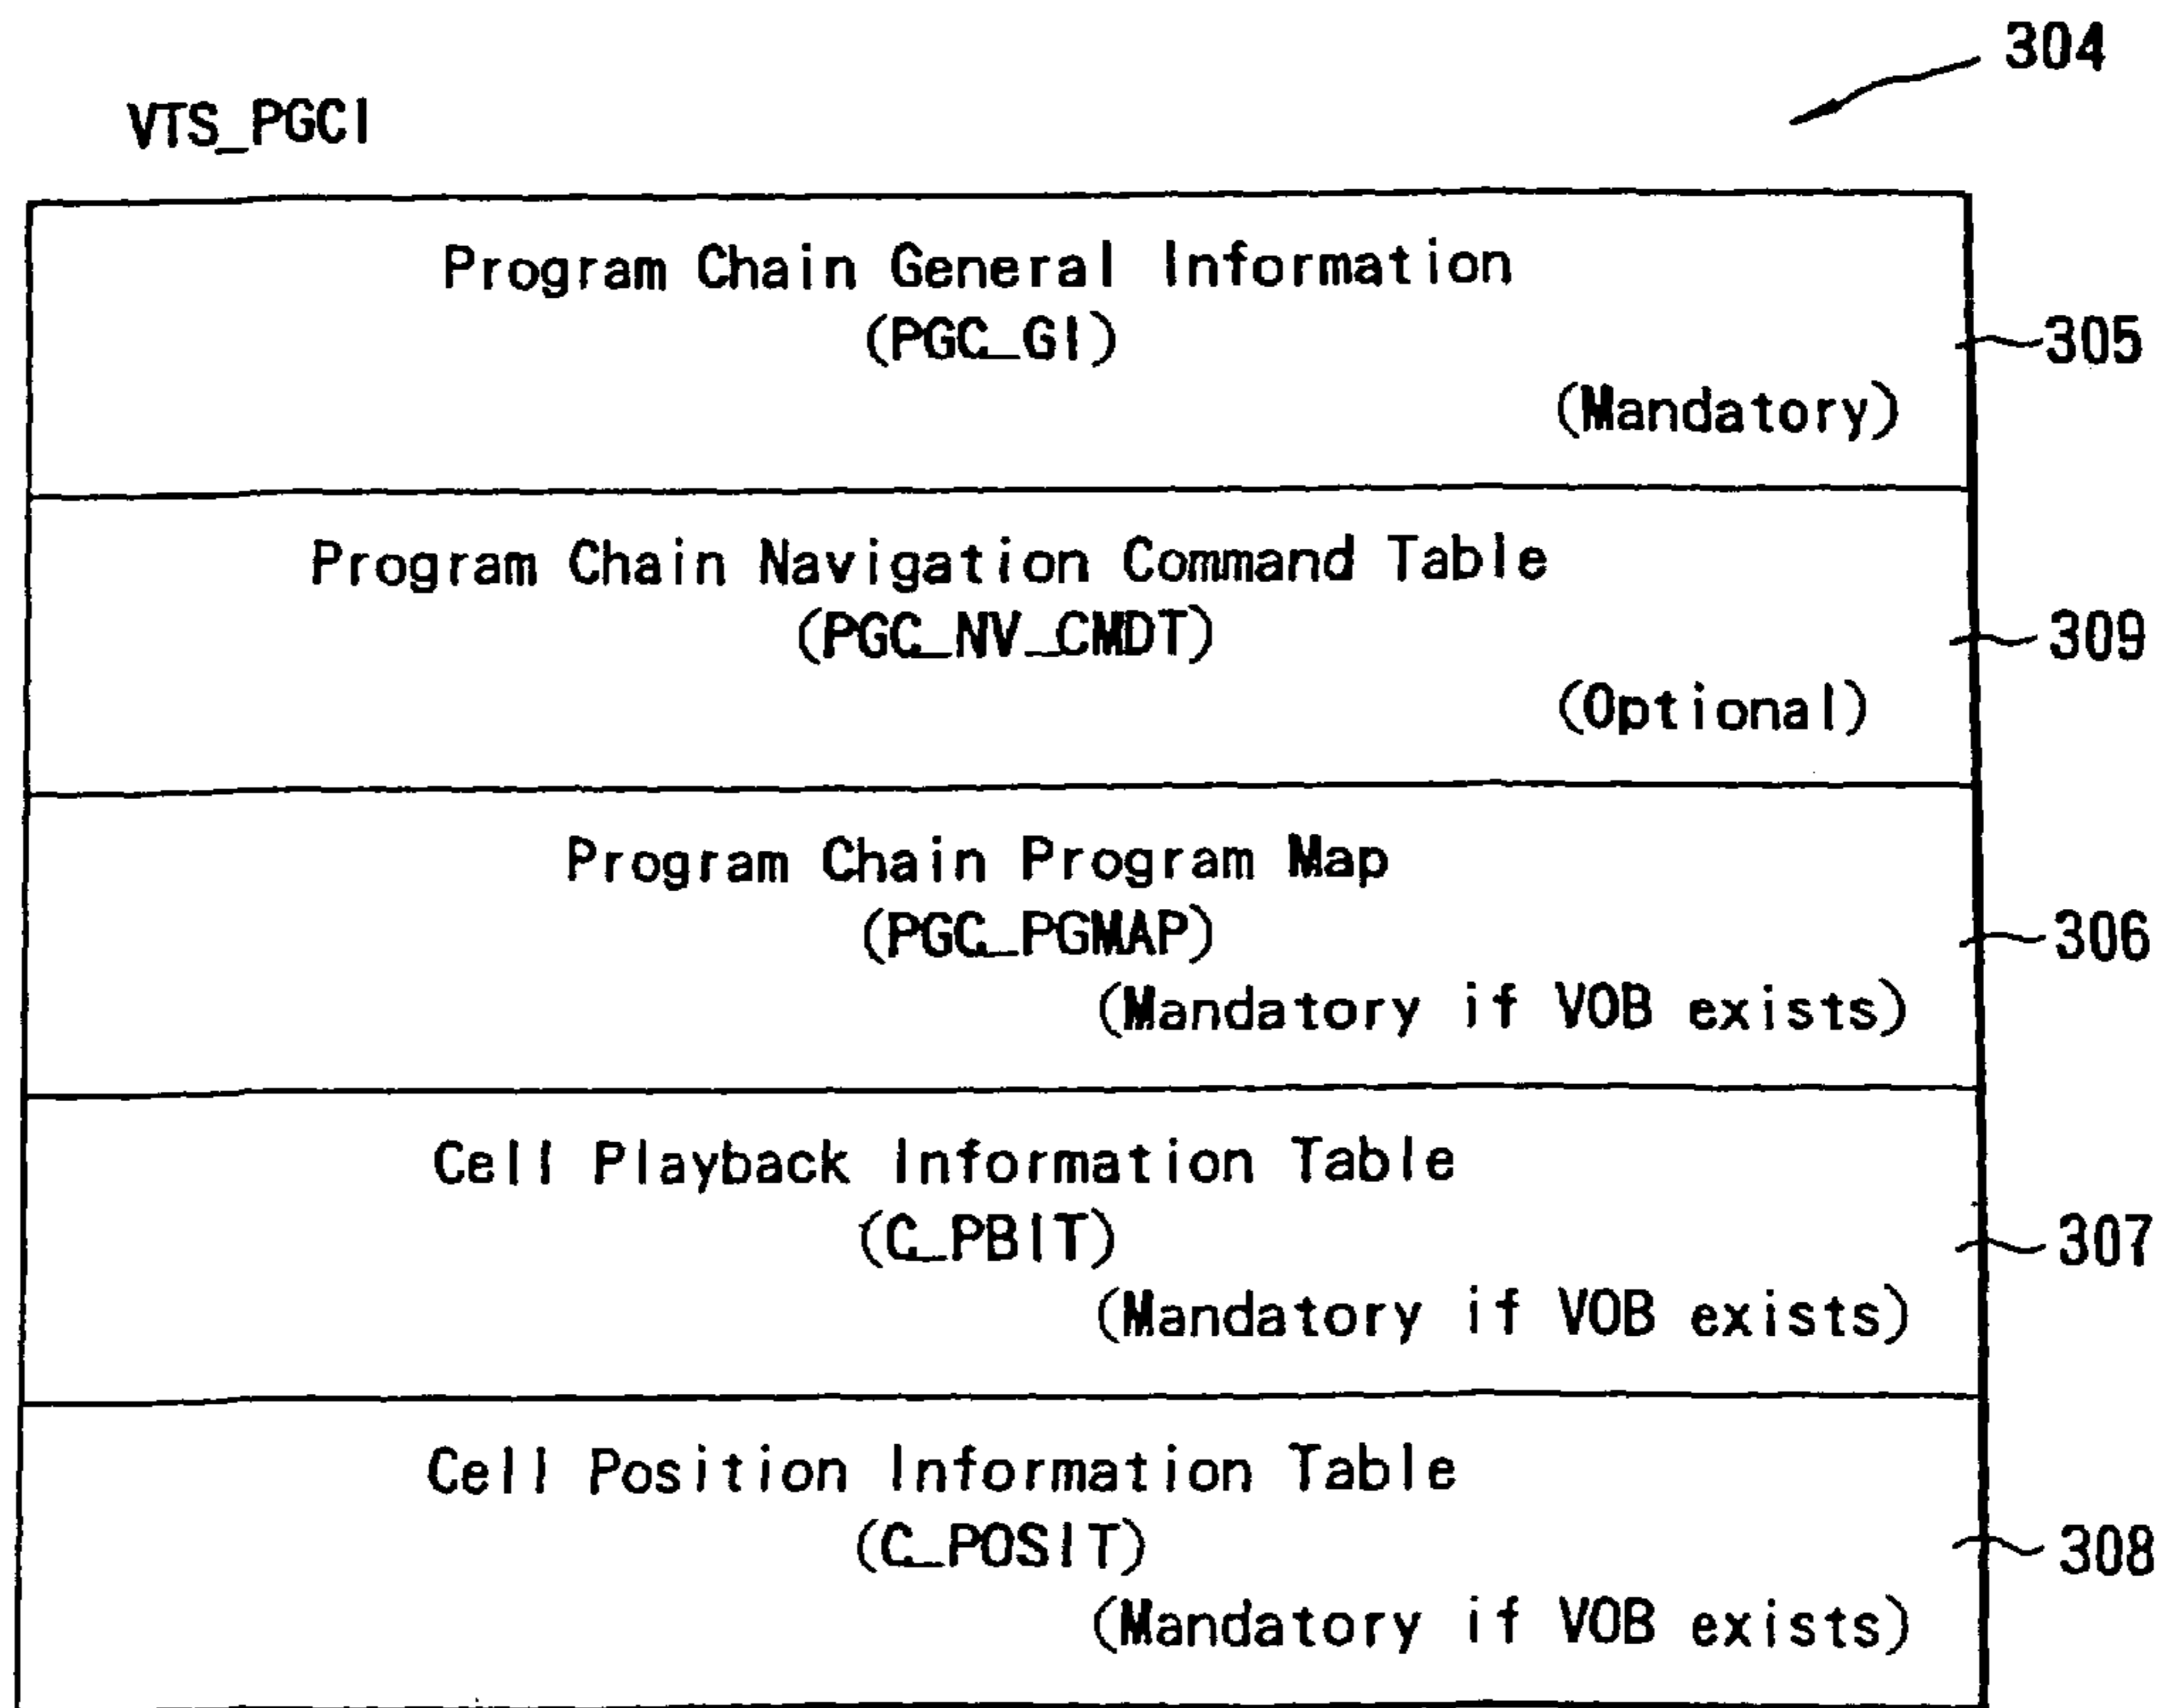 304
VTS_PGCI
Program Chain General Information
(PGC_GI)
305
(Mandatory)
Program Chain Navigation Command Table
(PGC_NV_CMDT)
309
(Optional)
Program Chain Program Map
(PGC_PGMAP)
306
(Mandatory if VOB exists)
Cell Playback Information Table
(C_PBIT)
307
(Mandatory if VOB exists)
Cell Position Information Table
(C_POSIT)
308
(Mandatory if VOB exists)